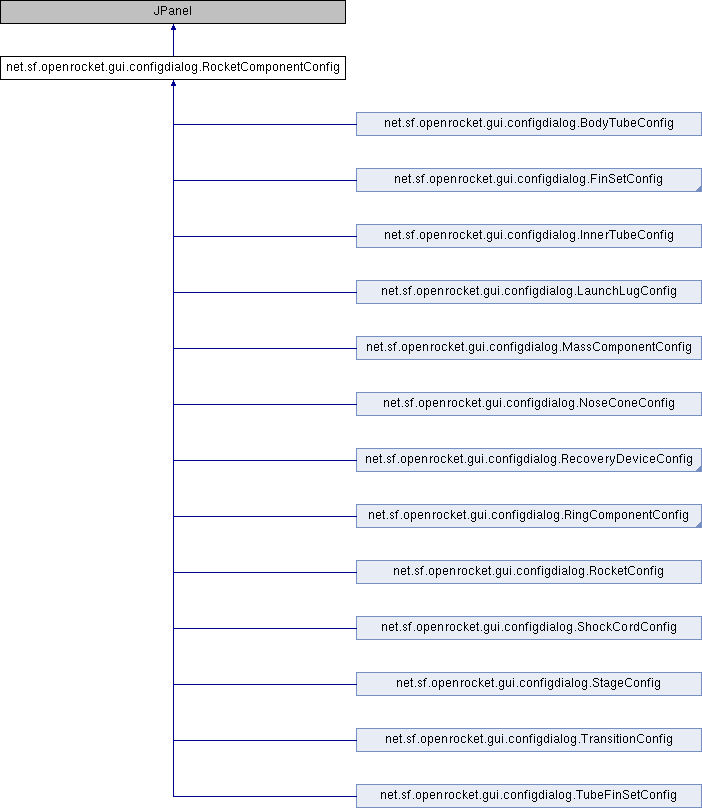 JPanel
net.sf.openrocket.gui.configdialog.RocketComponentConfig
net.sf.openrocket.gui.configdialog.BodyTubeConfig
net.sf.openrocket.gui.configdialog.FinSetConfig
net.sf.openrocket.gui.configdialog.InnerTubeConfig
net.sf.openrocket.gui.configdialog.LaunchLugConfig
net.sf.openrocket.gui.configdialog.MassComponentConfig
net.sf.openrocket.gui.configdialog.NoseConeConfig
net.sf.openrocket.gui.configdialog.RecoveryDeviceConfig
net.sf.openrocket.gui.configdialog.RingComponentConfig
net.sf.openrocket.gui.configdialog.RocketConfig
net.sf.openrocket.gui.configdialog.ShockCordConfig
net.sf.openrocket.gui.configdialog.StageConfig
net.sf.openrocket.gui.configdialog.TransitionConfig
net.sf.openrocket.gui.configdialog.TubeFinSetConfig